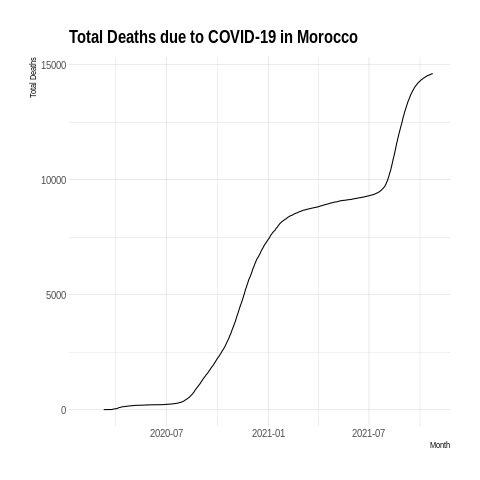 Total Deaths due to COVID-19 in Morocco
Total Deaths
15000
10000
5000
0
2020-07 2021-01 2021-07
Month